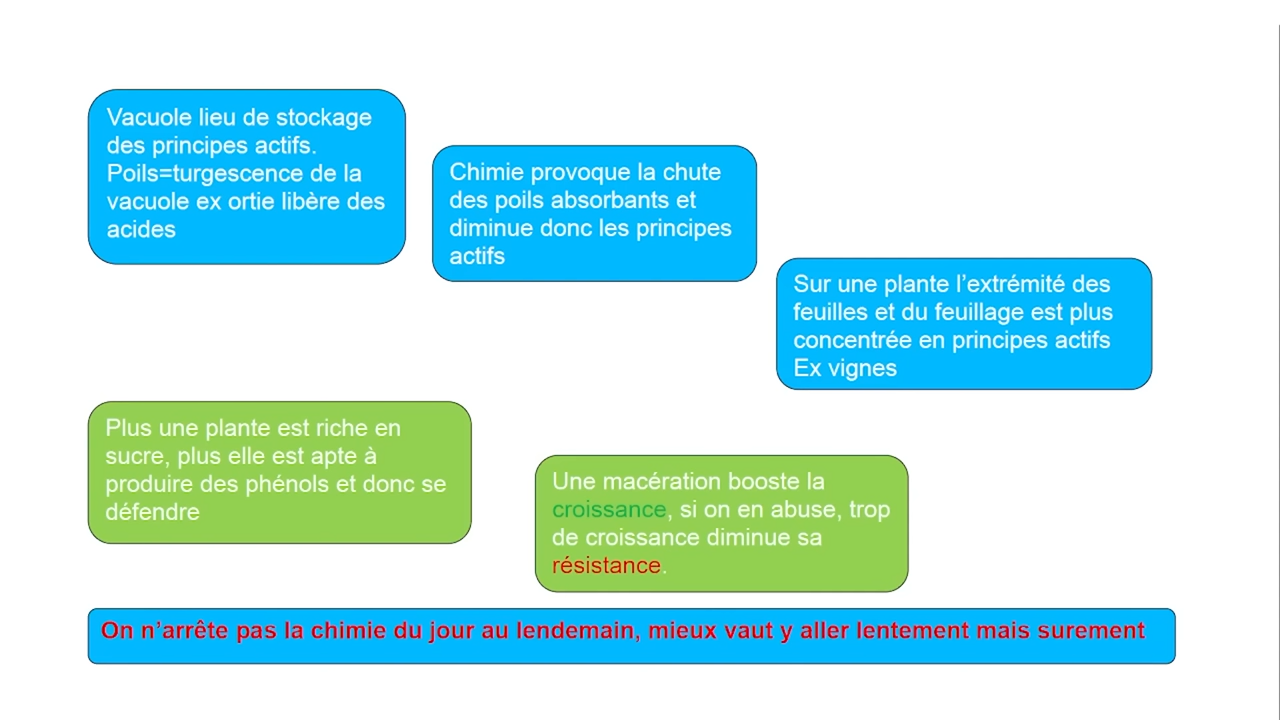 Vacuole lieu de stockage
des principes actifs.
Poils=turgescence de la
vacuole ex ortie libère des
acides
Chimie provoque la chute
des poils absorbants et
diminue donc les principes
actifs
Sur une plante l’extrémité des
feuilles et du feuillage est plus
concentrée en principes actifs
Ex vignes
Plus une plante est riche en
sucre, plus elle est apte à
produire des phénols et donc se
défendre
Une macération booste la
croissance, si on en abuse, trop
de croissance diminue sa
résistance.
On n’arrête pas la chimie du jour au lendemain, mieux vaut y aller lentement mais surement